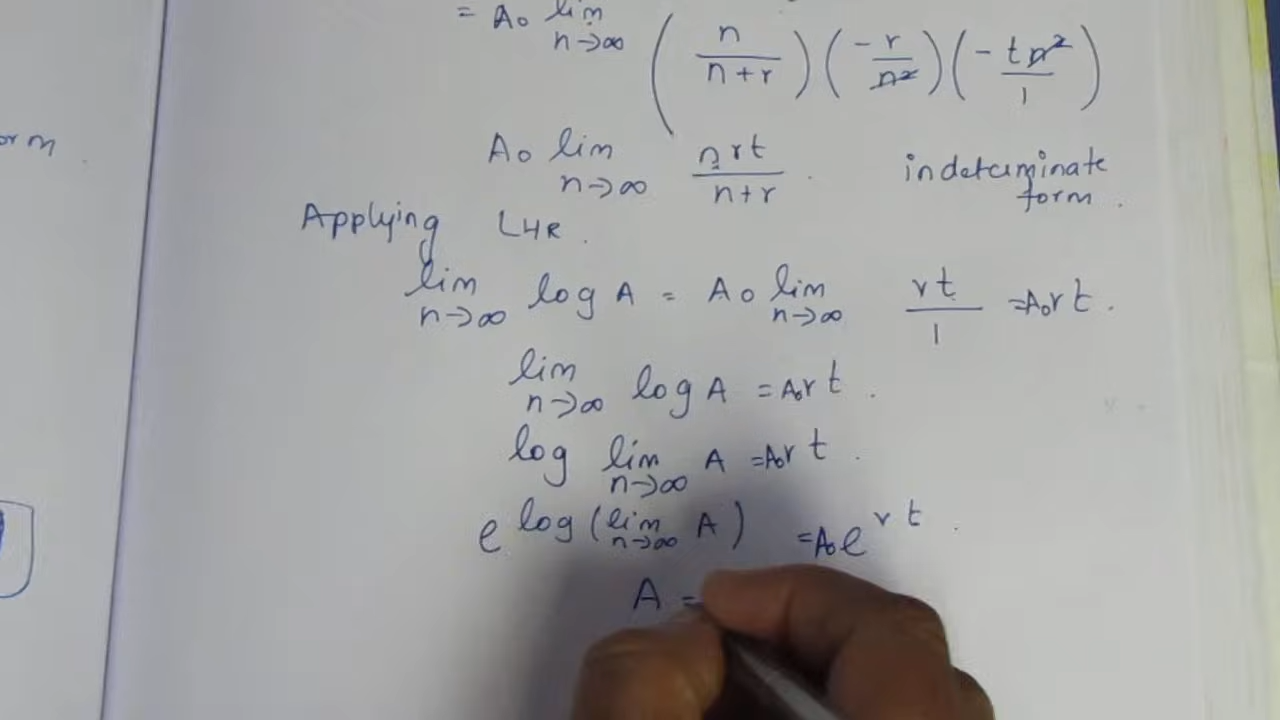 = A₀ lim n→∞ ( n/(n+r) ) ( -r/n² ) ( -tn²/1 )
orm
A₀ lim n→∞ nrt/(n+r) . indeterminate form .
Applying LHR .
lim n→∞ log A = A₀ lim n→∞ rt/1 = A₀rt .
lim n→∞ log A = A₀rt .
log lim n→∞ A = A₀rt .
e^log(lim n→∞ A) = A₀e^rt .
A =